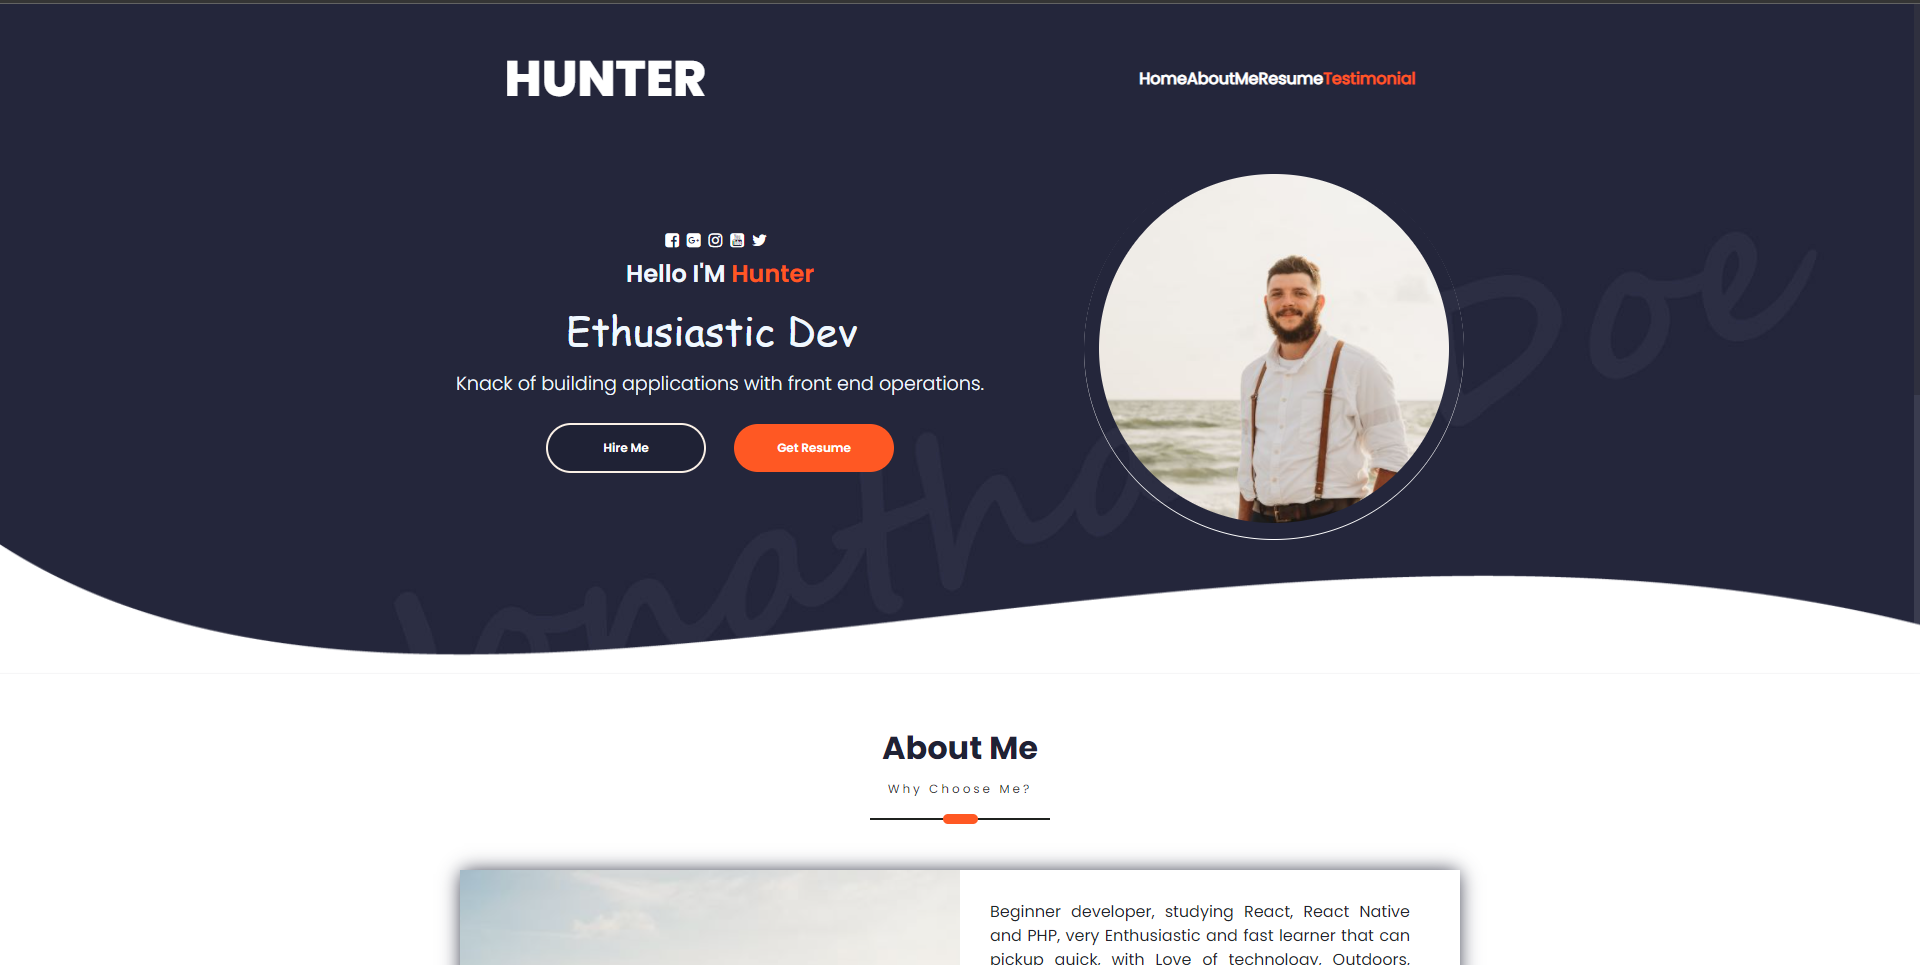 HUNTER
HomeAboutMeResumeTestimonial
Hello I'M Hunter
Ethusiastic Dev
Knack of building applications with front end operations.
Hire Me
Get Resume
Jonatha Doe
About Me
Why Choose Me?
Beginner developer, studying React, React Native
and PHP, very Enthusiastic and fast learner that can
pickup quick, with Love of technology, Outdoors,